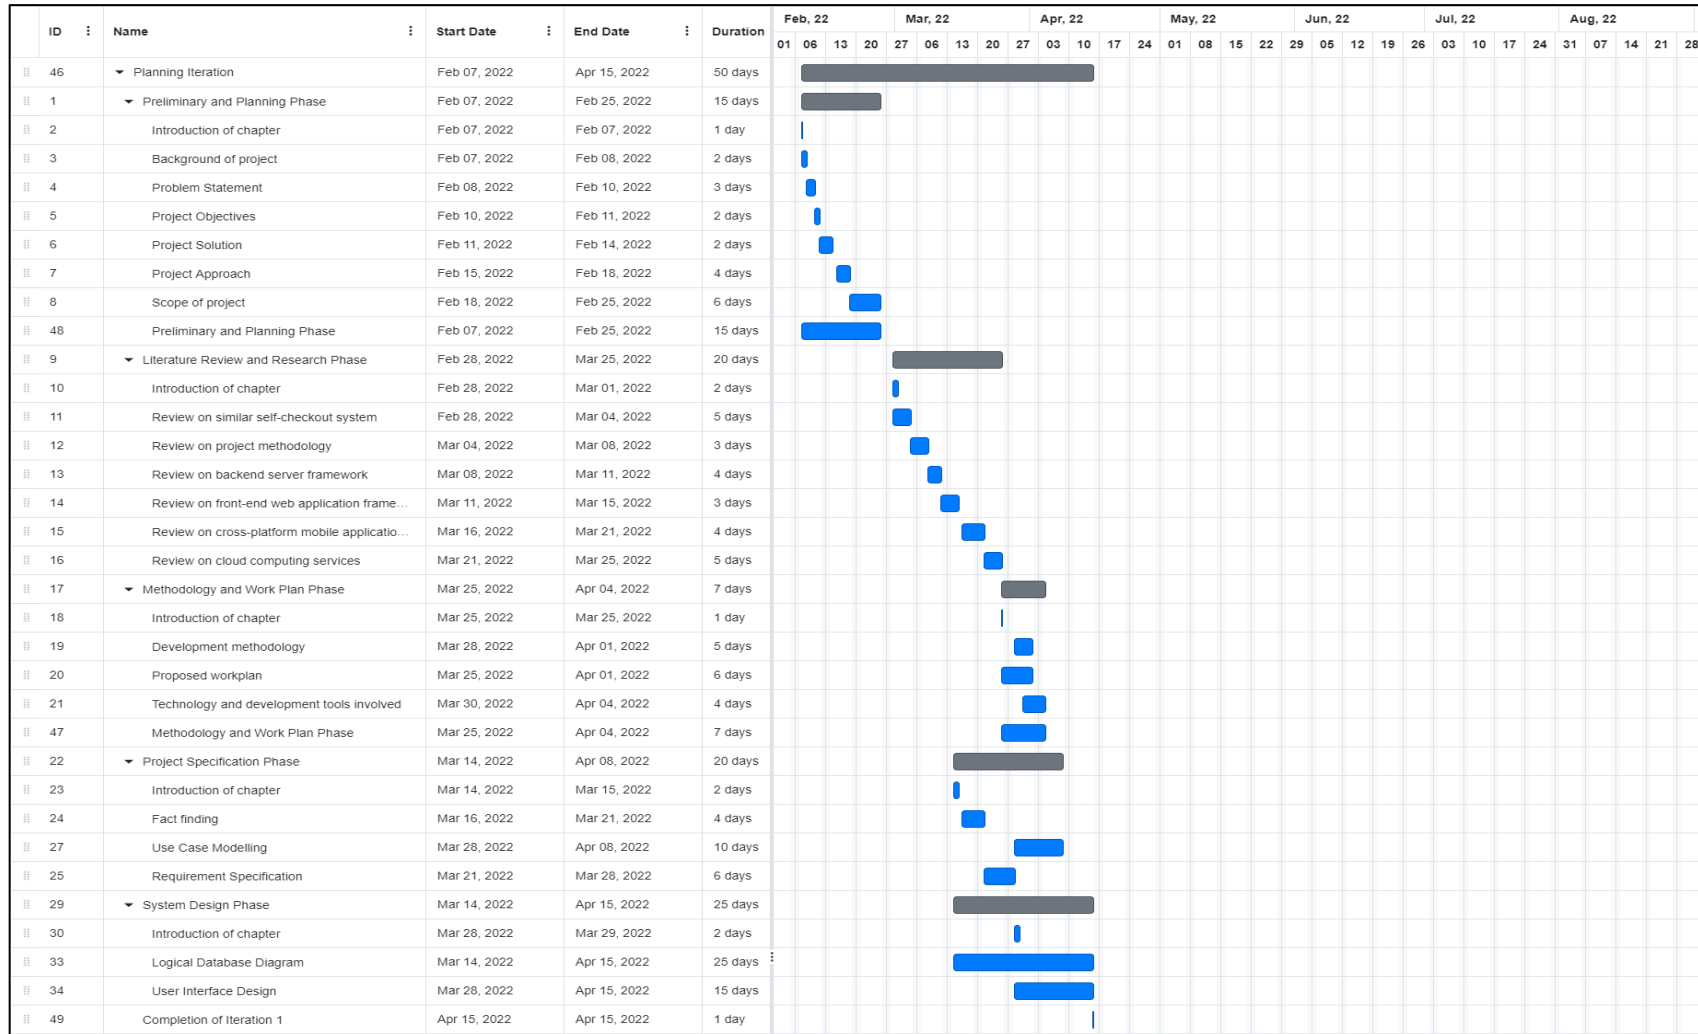 Feb, 22 Mar, 22 Apr, 22 May, 22 Jun, 22 Jul, 22 Aug, 22
ID Name Start Date End Date Duration
01 06 13 20 27 06 13 20 27 03 10 17 24 01 08 15 22 29 05 12 19 26 03 10 17 24 31 07 14 21 28
46 Planning Iteration Feb 07, 2022 Apr 15, 2022 50 days
1 Preliminary and Planning Phase Feb 07, 2022 Feb 25, 2022 15 days
2 Introduction of chapter Feb 07, 2022 Feb 07, 2022 1 day
3 Background of project Feb 07, 2022 Feb 08, 2022 2 days
4 Problem Statement Feb 08, 2022 Feb 10, 2022 3 days
5 Project Objectives Feb 10, 2022 Feb 11, 2022 2 days
6 Project Solution Feb 11, 2022 Feb 14, 2022 2 days
7 Project Approach Feb 15, 2022 Feb 18, 2022 4 days
8 Scope of project Feb 18, 2022 Feb 25, 2022 6 days
48 Preliminary and Planning Phase Feb 07, 2022 Feb 25, 2022 15 days
9 Literature Review and Research Phase Feb 28, 2022 Mar 25, 2022 20 days
10 Introduction of chapter Feb 28, 2022 Mar 01, 2022 2 days
11 Review on similar self-checkout system Feb 28, 2022 Mar 04, 2022 5 days
12 Review on project methodology Mar 04, 2022 Mar 08, 2022 3 days
13 Review on backend server framework Mar 08, 2022 Mar 11, 2022 4 days
14 Review on front-end web application frame... Mar 11, 2022 Mar 15, 2022 3 days
15 Review on cross-platform mobile applicatio... Mar 16, 2022 Mar 21, 2022 4 days
16 Review on cloud computing services Mar 21, 2022 Mar 25, 2022 5 days
17 Methodology and Work Plan Phase Mar 25, 2022 Apr 04, 2022 7 days
18 Introduction of chapter Mar 25, 2022 Mar 25, 2022 1 day
19 Development methodology Mar 28, 2022 Apr 01, 2022 5 days
20 Proposed workplan Mar 25, 2022 Apr 01, 2022 6 days
21 Technology and development tools involved Mar 30, 2022 Apr 04, 2022 4 days
47 Methodology and Work Plan Phase Mar 25, 2022 Apr 04, 2022 7 days
22 Project Specification Phase Mar 14, 2022 Apr 08, 2022 20 days
23 Introduction of chapter Mar 14, 2022 Mar 15, 2022 2 days
24 Fact finding Mar 16, 2022 Mar 21, 2022 4 days
27 Use Case Modelling Mar 28, 2022 Apr 08, 2022 10 days
25 Requirement Specification Mar 21, 2022 Mar 28, 2022 6 days
29 System Design Phase Mar 14, 2022 Apr 15, 2022 25 days
30 Introduction of chapter Mar 28, 2022 Mar 29, 2022 2 days
33 Logical Database Diagram Mar 14, 2022 Apr 15, 2022 25 days
34 User Interface Design Mar 28, 2022 Apr 15, 2022 15 days
49 Completion of Iteration 1 Apr 15, 2022 Apr 15, 2022 1 day